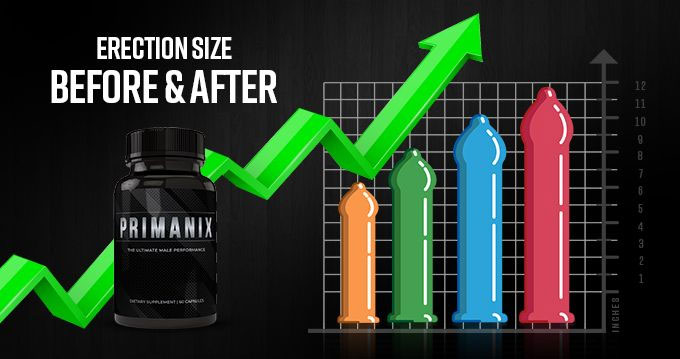 ERECTION SIZE
BEFORE & AFTER
PRIMANIX
THE ULTIMATE MALE PERFORMANCE
DIETARY SUPPLEMENT | 60 CAPSULES
12
11
10
9
8
7
6
5
4
3
2
1
INCHES